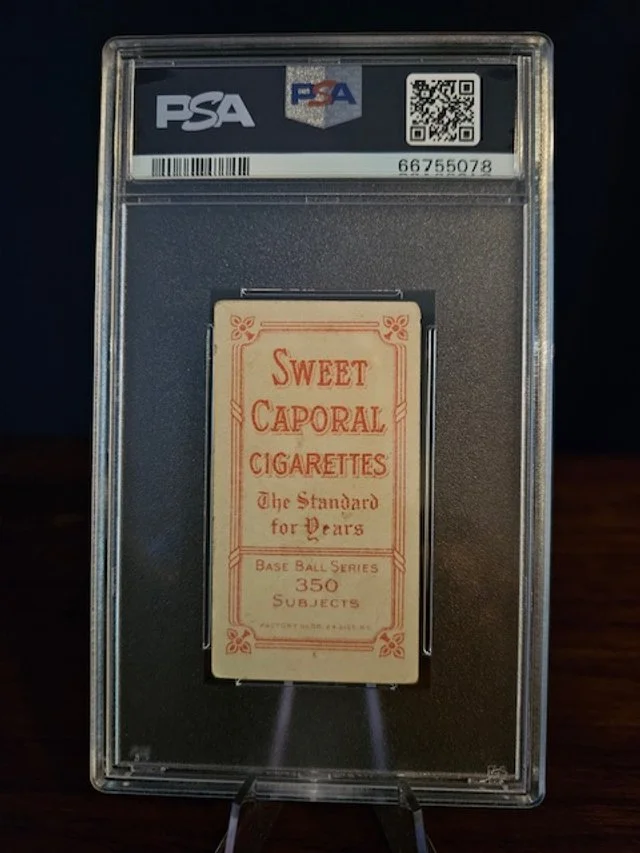 PSA
PSA
66755078
SWEET
CAPORAL
CIGARETTES
The Standard
for Years
BASE BALL SERIES
350
SUBJECTS